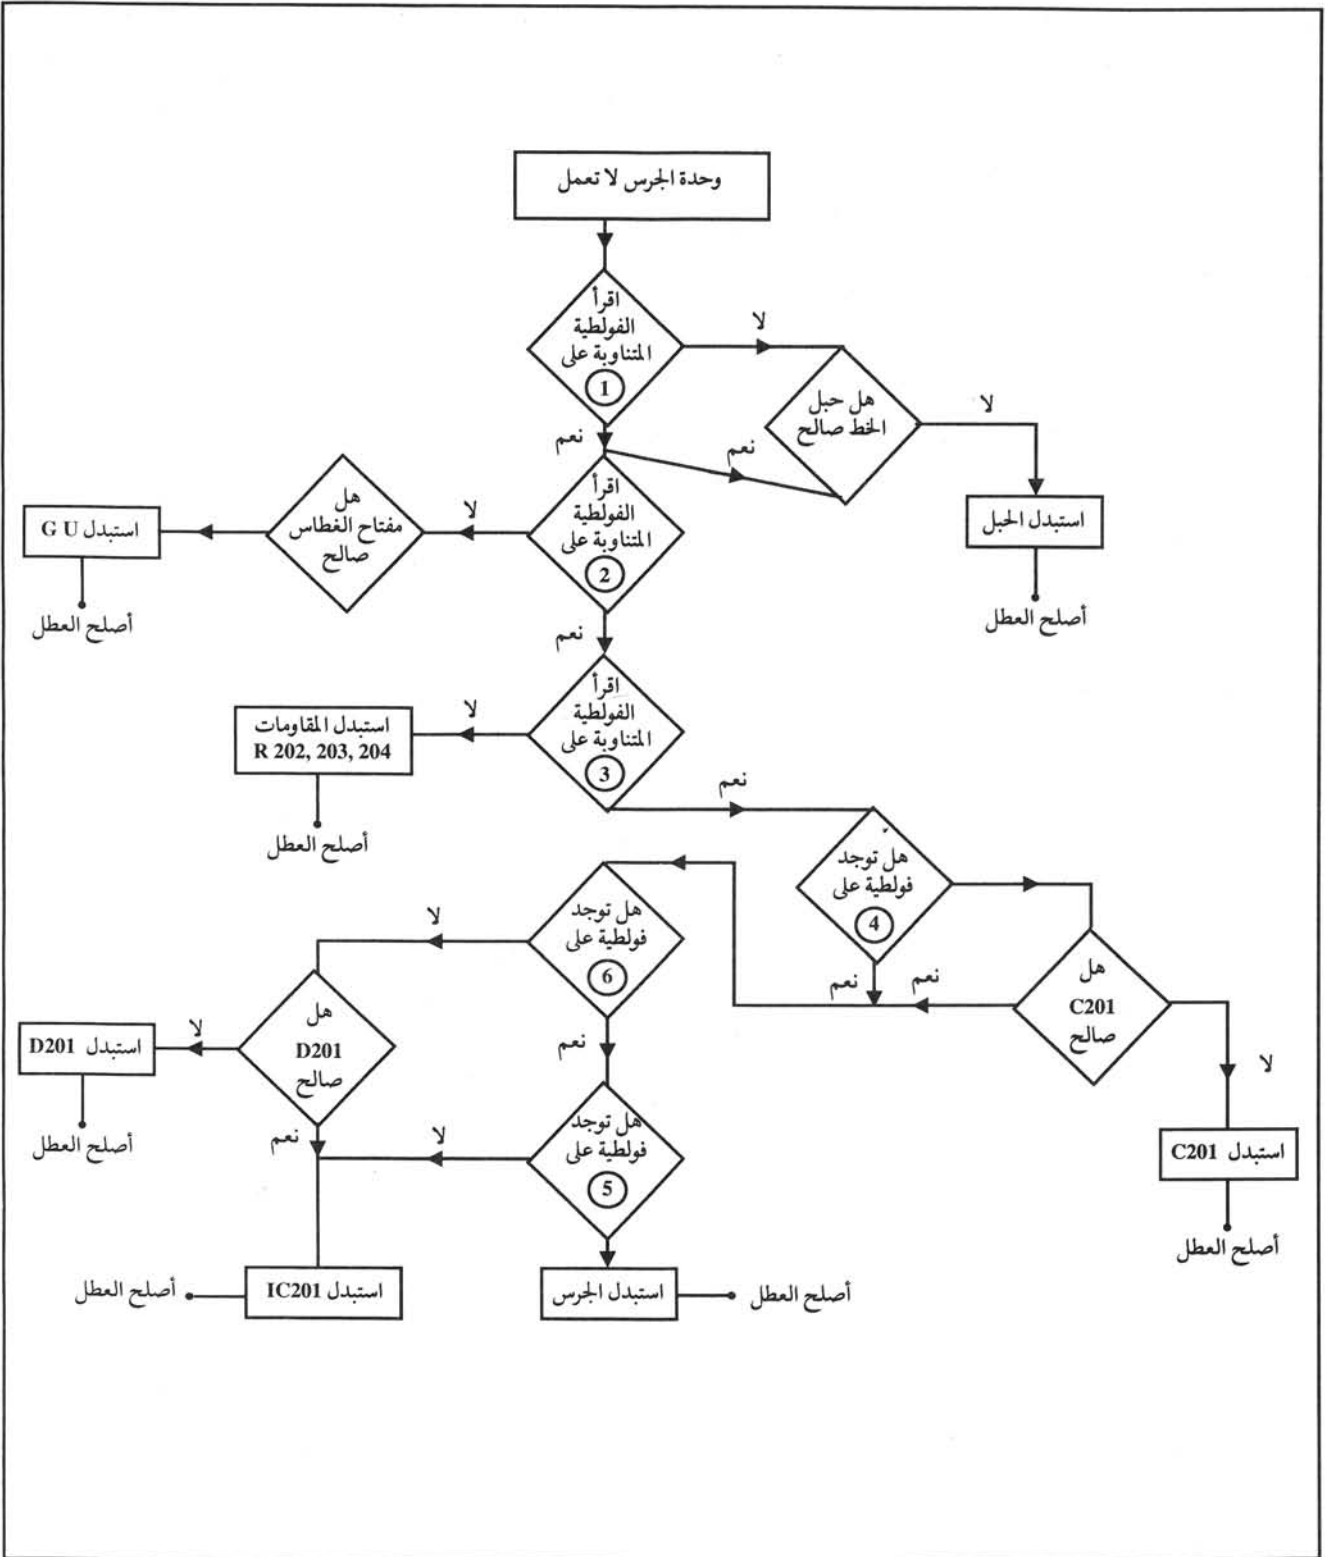 وحدة الجرس لا تعمل
اقرأ
الفولطية
المتناوبة على
1
لا
هل حبل
الخط صالح
لا
نعم
نعم
استبدل الحبل
أصلح العطل
اقرأ
الفولطية
المتناوبة على
2
لا
هل
مفتاح الغطاس
صالح
استبدل G U
أصلح العطل
نعم
اقرأ
الفولطية
المتناوبة على
3
لا
استبدل المقاومات
R 202, 203, 204
أصلح العطل
نعم
هل توجد
فولطية على
4
نعم
نعم
هل
C201
صالح
لا
استبدل C201
أصلح العطل
هل توجد
فولطية على
6
لا
هل
D201
صالح
لا
استبدل D201
أصلح العطل
نعم
نعم
هل توجد
فولطية على
5
لا
استبدل الجرس
أصلح العطل
استبدل IC201
أصلح العطل